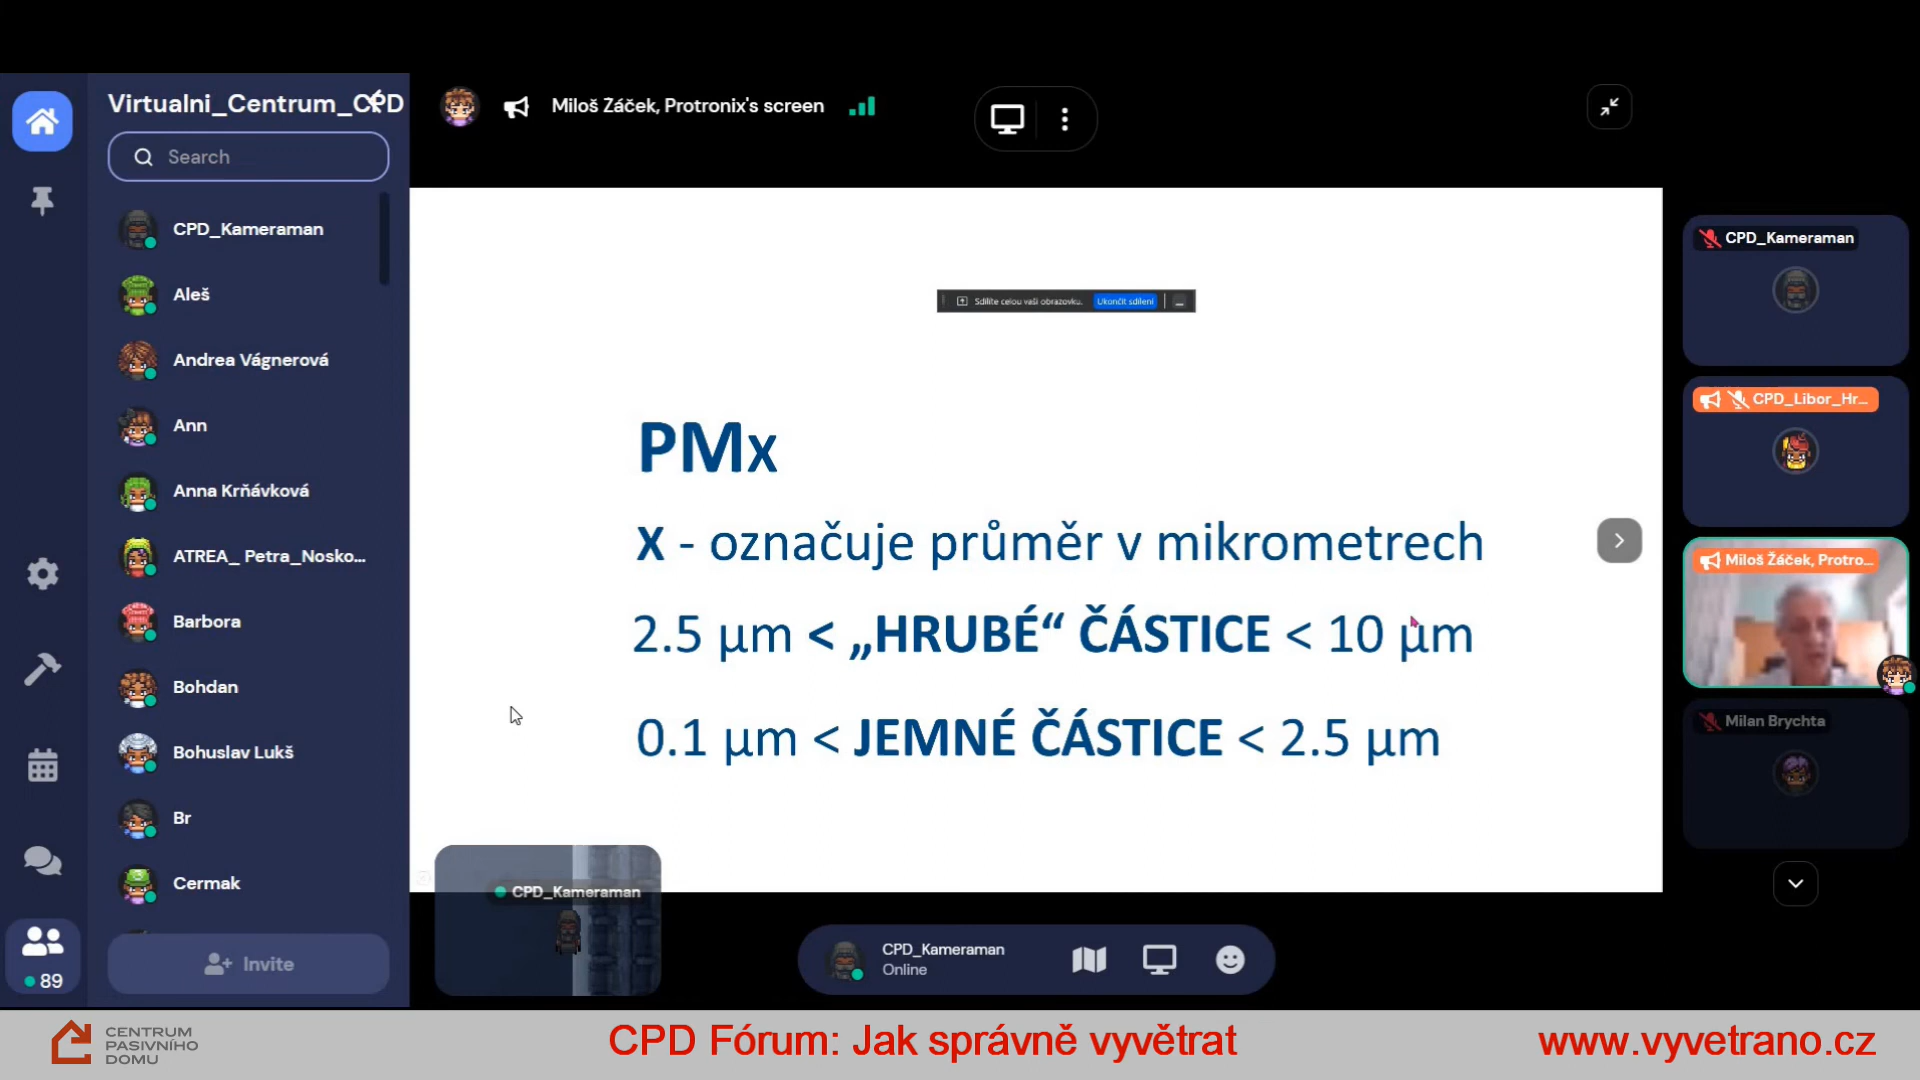 Virtualni_Centrum_CPD
Search
CPD_Kameraman
Aleš
Andrea Vágnerová
Ann
Anna Krňávková
ATREA_ Petra_Nosko...
Barbora
Bohdan
Bohuslav Lukš
Br
Cermak
Invite
89
Miloš Žáček, Protronix's screen
Sdílíte celou vaši obrazovku.
Ukončit sdílení
PMx
X - označuje průměr v mikrometrech
2.5 µm < „HRUBÉ“ ČÁSTICE < 10 µm
0.1 µm < JEMNÉ ČÁSTICE < 2.5 µm
CPD_Kameraman
CPD_Kameraman
Online
CPD_Kameraman
CPD_Libor_Hr...
Miloš Žáček, Protro...
Milan Brychta
CENTRUM
PASIVNÍHO
DOMU
CPD Fórum: Jak správně vyvětrat
www.vyvetrano.cz